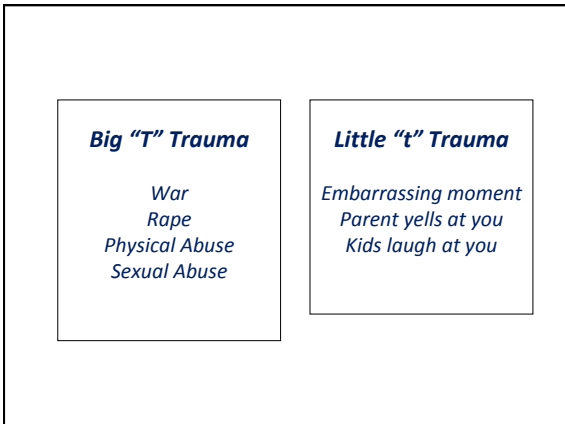 Big “T” Trauma
War
Rape
Physical Abuse
Sexual Abuse
Little “t” Trauma
Embarrassing moment
Parent yells at you
Kids laugh at you